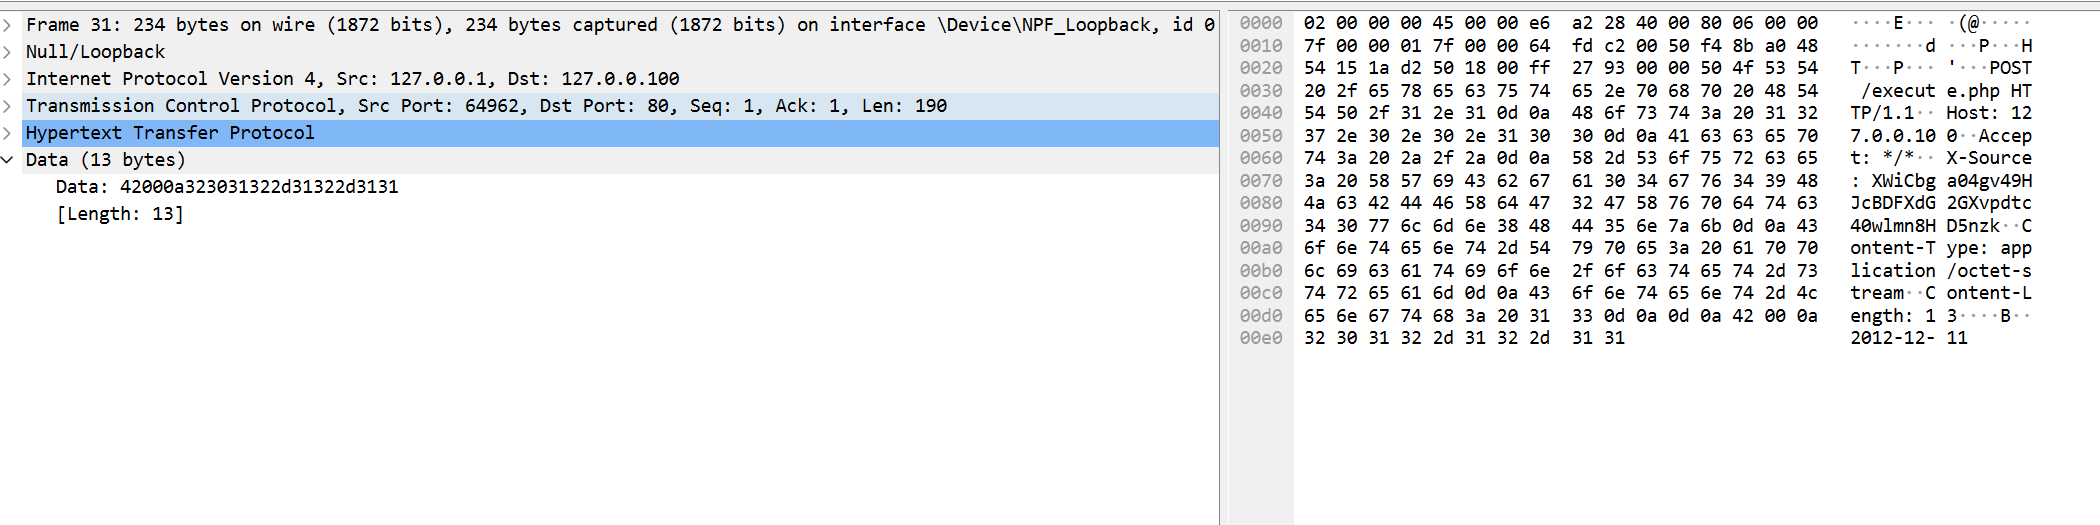 Frame 31: 234 bytes on wire (1872 bits), 234 bytes captured (1872 bits) on interface \Device\NPF_Loopback, id 0
Null/Loopback
Internet Protocol Version 4, Src: 127.0.0.1, Dst: 127.0.0.100
Transmission Control Protocol, Src Port: 64962, Dst Port: 80, Seq: 1, Ack: 1, Len: 190
Hypertext Transfer Protocol
Data (13 bytes)
Data: 42000a323031322d31322d3131
[Length: 13]
0000 02 00 00 00 45 00 00 e6 a2 28 40 00 80 06 00 00 ····E··· ·(@·····
0010 7f 00 00 01 7f 00 00 64 fd c2 00 50 f4 8b a0 48 ·······d ···P···H
0020 54 15 1a d2 50 18 00 ff 27 93 00 00 50 4f 53 54 T···P··· '···POST
0030 20 2f 65 78 65 63 75 74 65 2e 70 68 70 20 48 54 /execut e.php HT
0040 54 50 2f 31 2e 31 0d 0a 48 6f 73 74 3a 20 31 32 TP/1.1·· Host: 12
0050 37 2e 30 2e 30 2e 31 30 30 0d 0a 41 63 63 65 70 7.0.0.10 0··Accep
0060 74 3a 20 2a 2f 2a 0d 0a 58 2d 53 6f 75 72 63 65 t: */*·· X-Source
0070 3a 20 58 57 69 43 62 67 61 30 34 67 76 34 39 48 : XWiCbg a04gv49H
0080 4a 63 42 44 46 58 64 47 32 47 58 76 70 64 74 63 JcBDFXdG 2GXvpdtc
0090 34 30 77 6c 6d 6e 38 48 44 35 6e 7a 6b 0d 0a 43 40wlmn8H D5nzk··C
00a0 6f 6e 74 65 6e 74 2d 54 79 70 65 3a 20 61 70 70 ontent-T ype: app
00b0 6c 69 63 61 74 69 6f 6e 2f 6f 63 74 65 74 2d 73 lication /octet-s
00c0 74 72 65 61 6d 0d 0a 43 6f 6e 74 65 6e 74 2d 4c tream··C ontent-L
00d0 65 6e 67 74 68 3a 20 31 33 0d 0a 0d 0a 42 00 0a ength: 1 3····B··
00e0 32 30 31 32 2d 31 32 2d 31 31 2012-12- 11